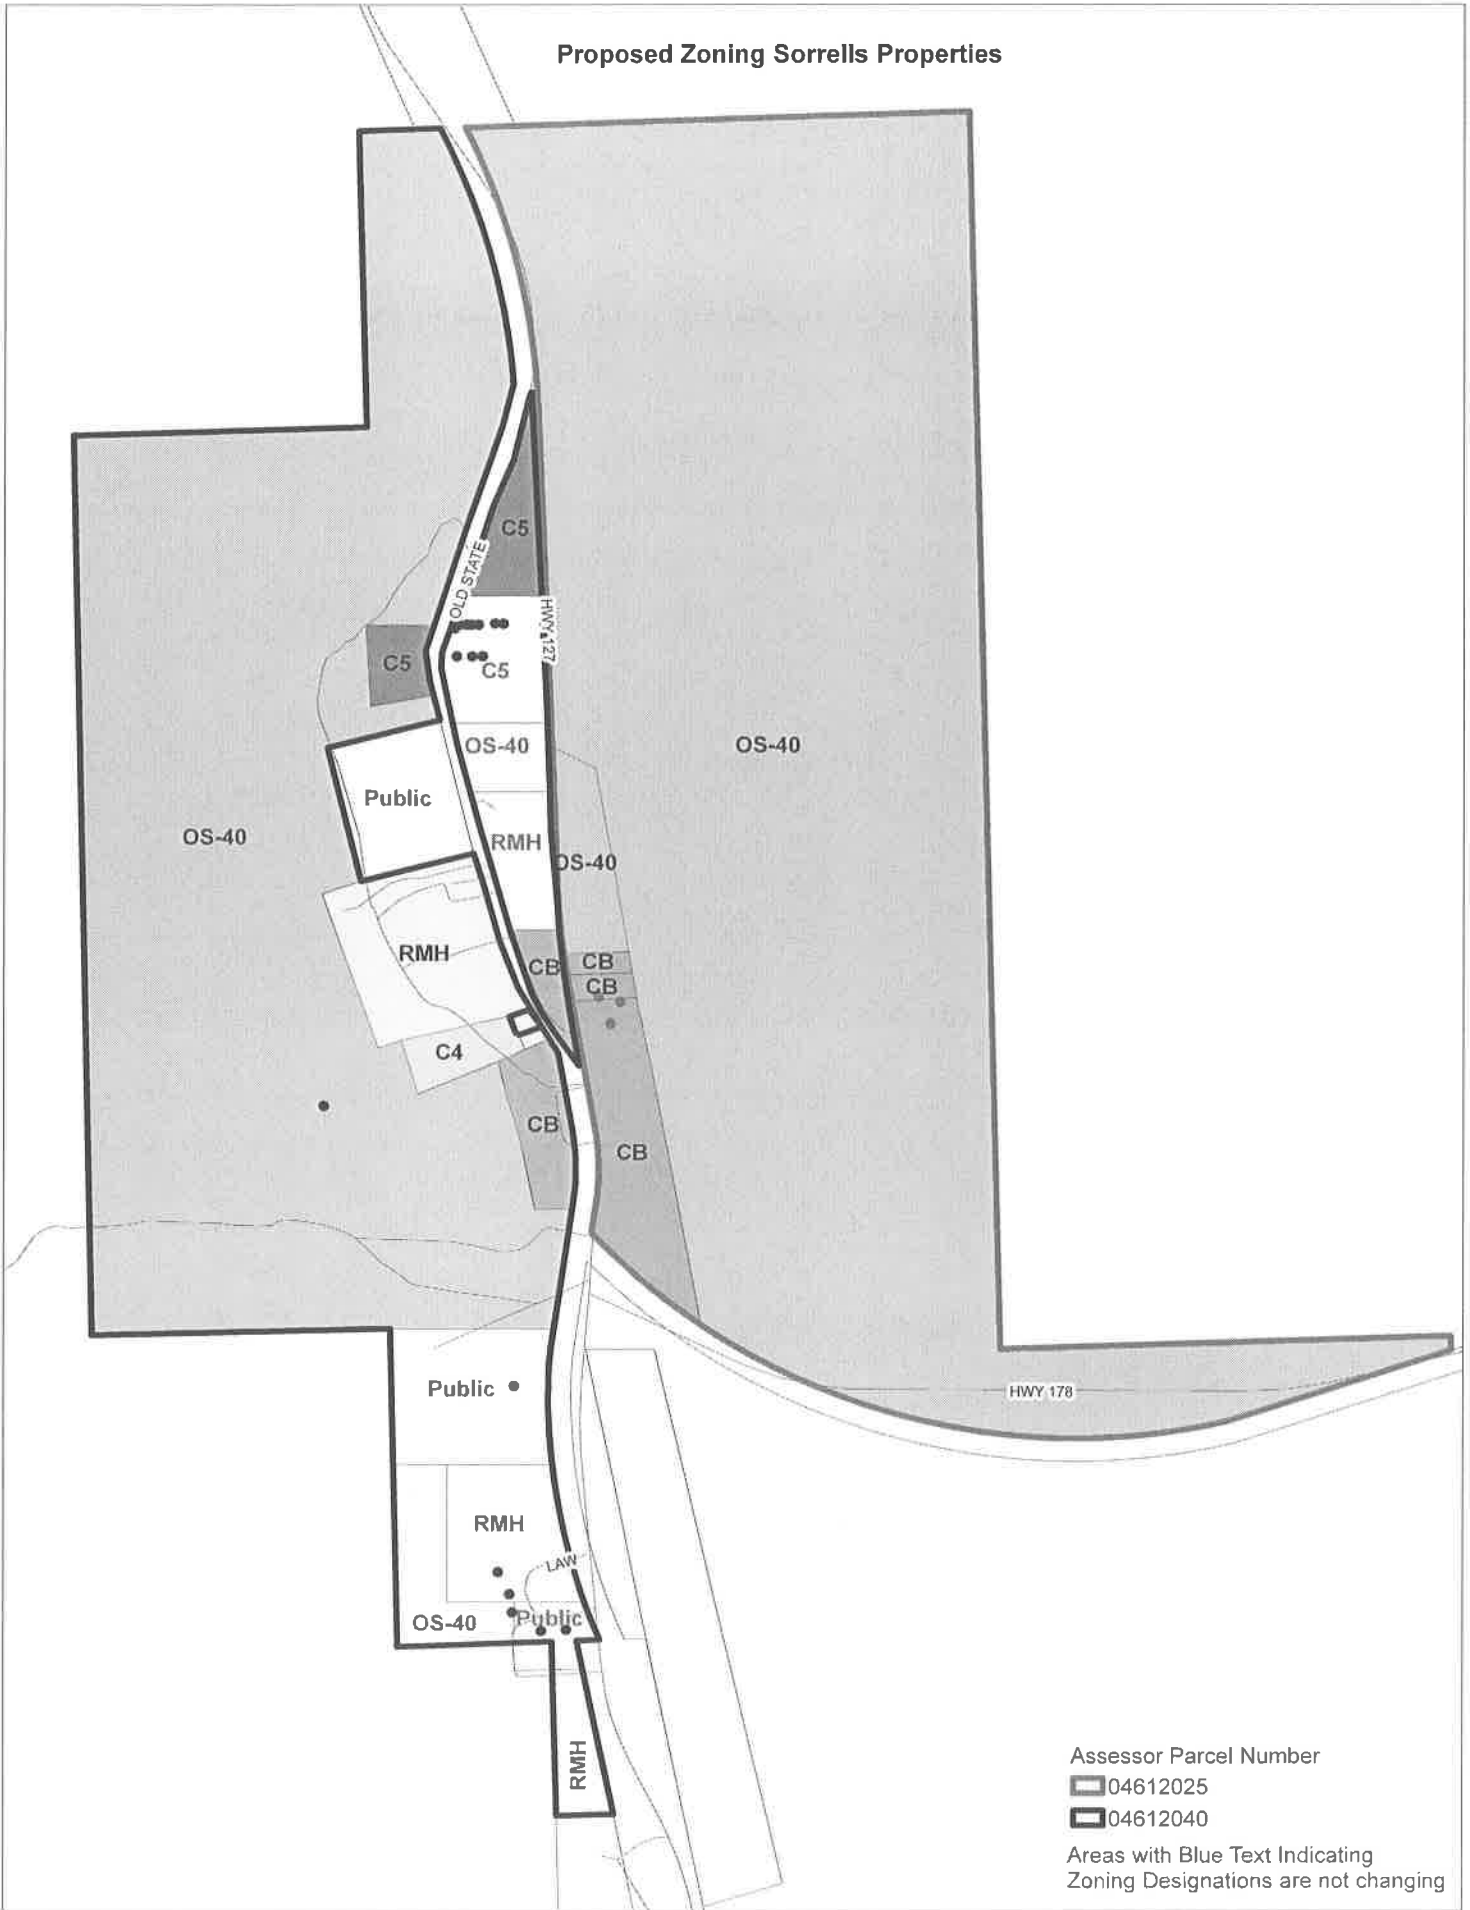 Proposed Zoning Sorrells Properties
C5
OLD STATE
HWY 127
C5
C5
OS-40
OS-40
Public
OS-40
RMH
OS-40
RMH
CB
CB
CB
C4
CB
CB
Public
HWY 178
RMH
LAW
OS-40
Public
RMH
Assessor Parcel Number
04612025
04612040
Areas with Blue Text Indicating
Zoning Designations are not changing